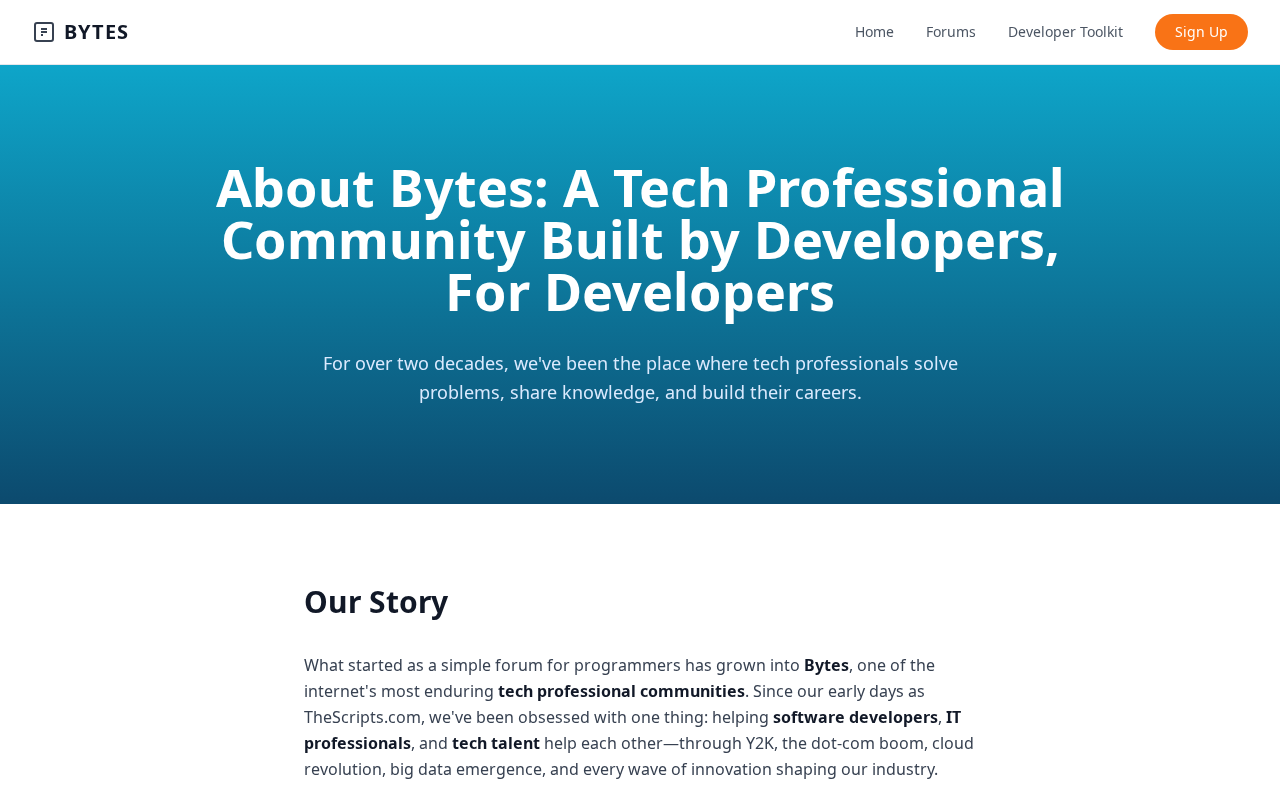 BYTES
Home
Forums
Developer Toolkit
Sign Up
About Bytes: A Tech Professional
Community Built by Developers,
For Developers
For over two decades, we've been the place where tech professionals solve
problems, share knowledge, and build their careers.
Our Story
What started as a simple forum for programmers has grown into Bytes, one of the
internet's most enduring tech professional communities. Since our early days as
TheScripts.com, we've been obsessed with one thing: helping software developers, IT
professionals, and tech talent help each other—through Y2K, the dot-com boom, cloud
revolution, big data emergence, and every wave of innovation shaping our industry.